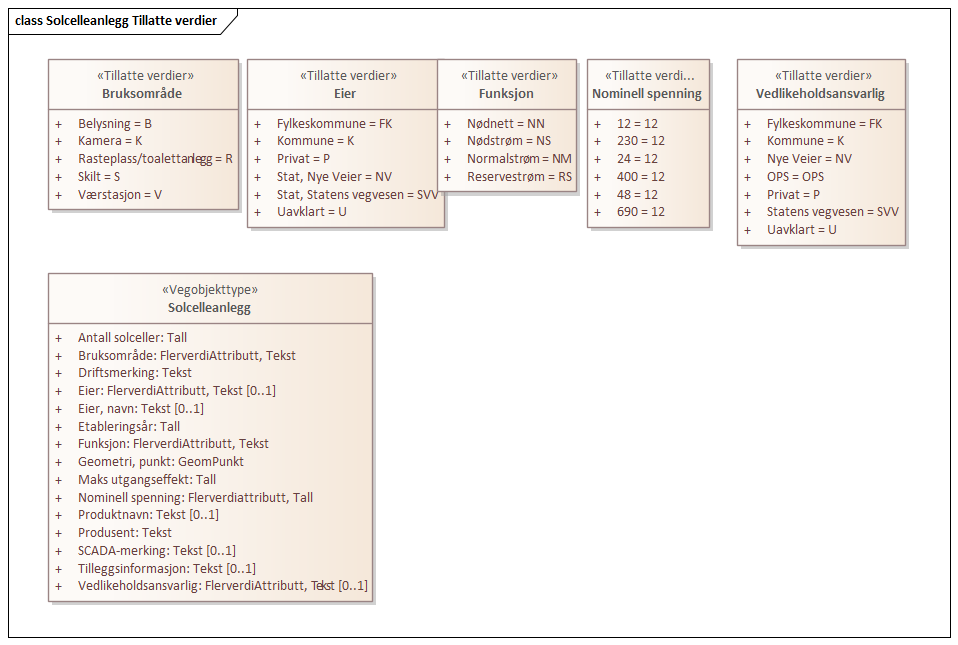 class Solcelleanlegg Tillatte verdier
«Tillatte verdier»
Bruksområde
+ Belysning = B
+ Kamera = K
+ Rasteplass/toalettanlegg = R
+ Skilt = S
+ Værstasjon = V
«Tillatte verdier»
Eier
+ Fylkeskommune = FK
+ Kommune = K
+ Privat = P
+ Stat, Nye Veier = NV
+ Stat, Statens vegvesen = SVV
+ Uavklart = U
«Tillatte verdier»
Funksjon
+ Nødnett = NN
+ Nødstrøm = NS
+ Normalstrøm = NM
+ Reservestrøm = RS
«Tillatte verdi...
Nominell spenning
+ 12 = 12
+ 230 = 12
+ 24 = 12
+ 400 = 12
+ 48 = 12
+ 690 = 12
«Tillatte verdier»
Vedlikeholdsansvarlig
+ Fylkeskommune = FK
+ Kommune = K
+ Nye Veier = NV
+ OPS = OPS
+ Privat = P
+ Statens vegvesen = SVV
+ Uavklart = U
«Vegobjekttype»
Solcelleanlegg
+ Antall solceller: Tall
+ Bruksområde: FlerverdiAttributt, Tekst
+ Driftsmerking: Tekst
+ Eier: FlerverdiAttributt, Tekst [0..1]
+ Eier, navn: Tekst [0..1]
+ Etableringsår: Tall
+ Funksjon: FlerverdiAttributt, Tekst
+ Geometri, punkt: GeomPunkt
+ Maks utgangseffekt: Tall
+ Nominell spenning: Flerverdiattributt, Tall
+ Produktnavn: Tekst [0..1]
+ Produsent: Tekst
+ SCADA-merking: Tekst [0..1]
+ Tilleggsinformasjon: Tekst [0..1]
+ Vedlikeholdsansvarlig: FlerverdiAttributt, Tekst [0..1]